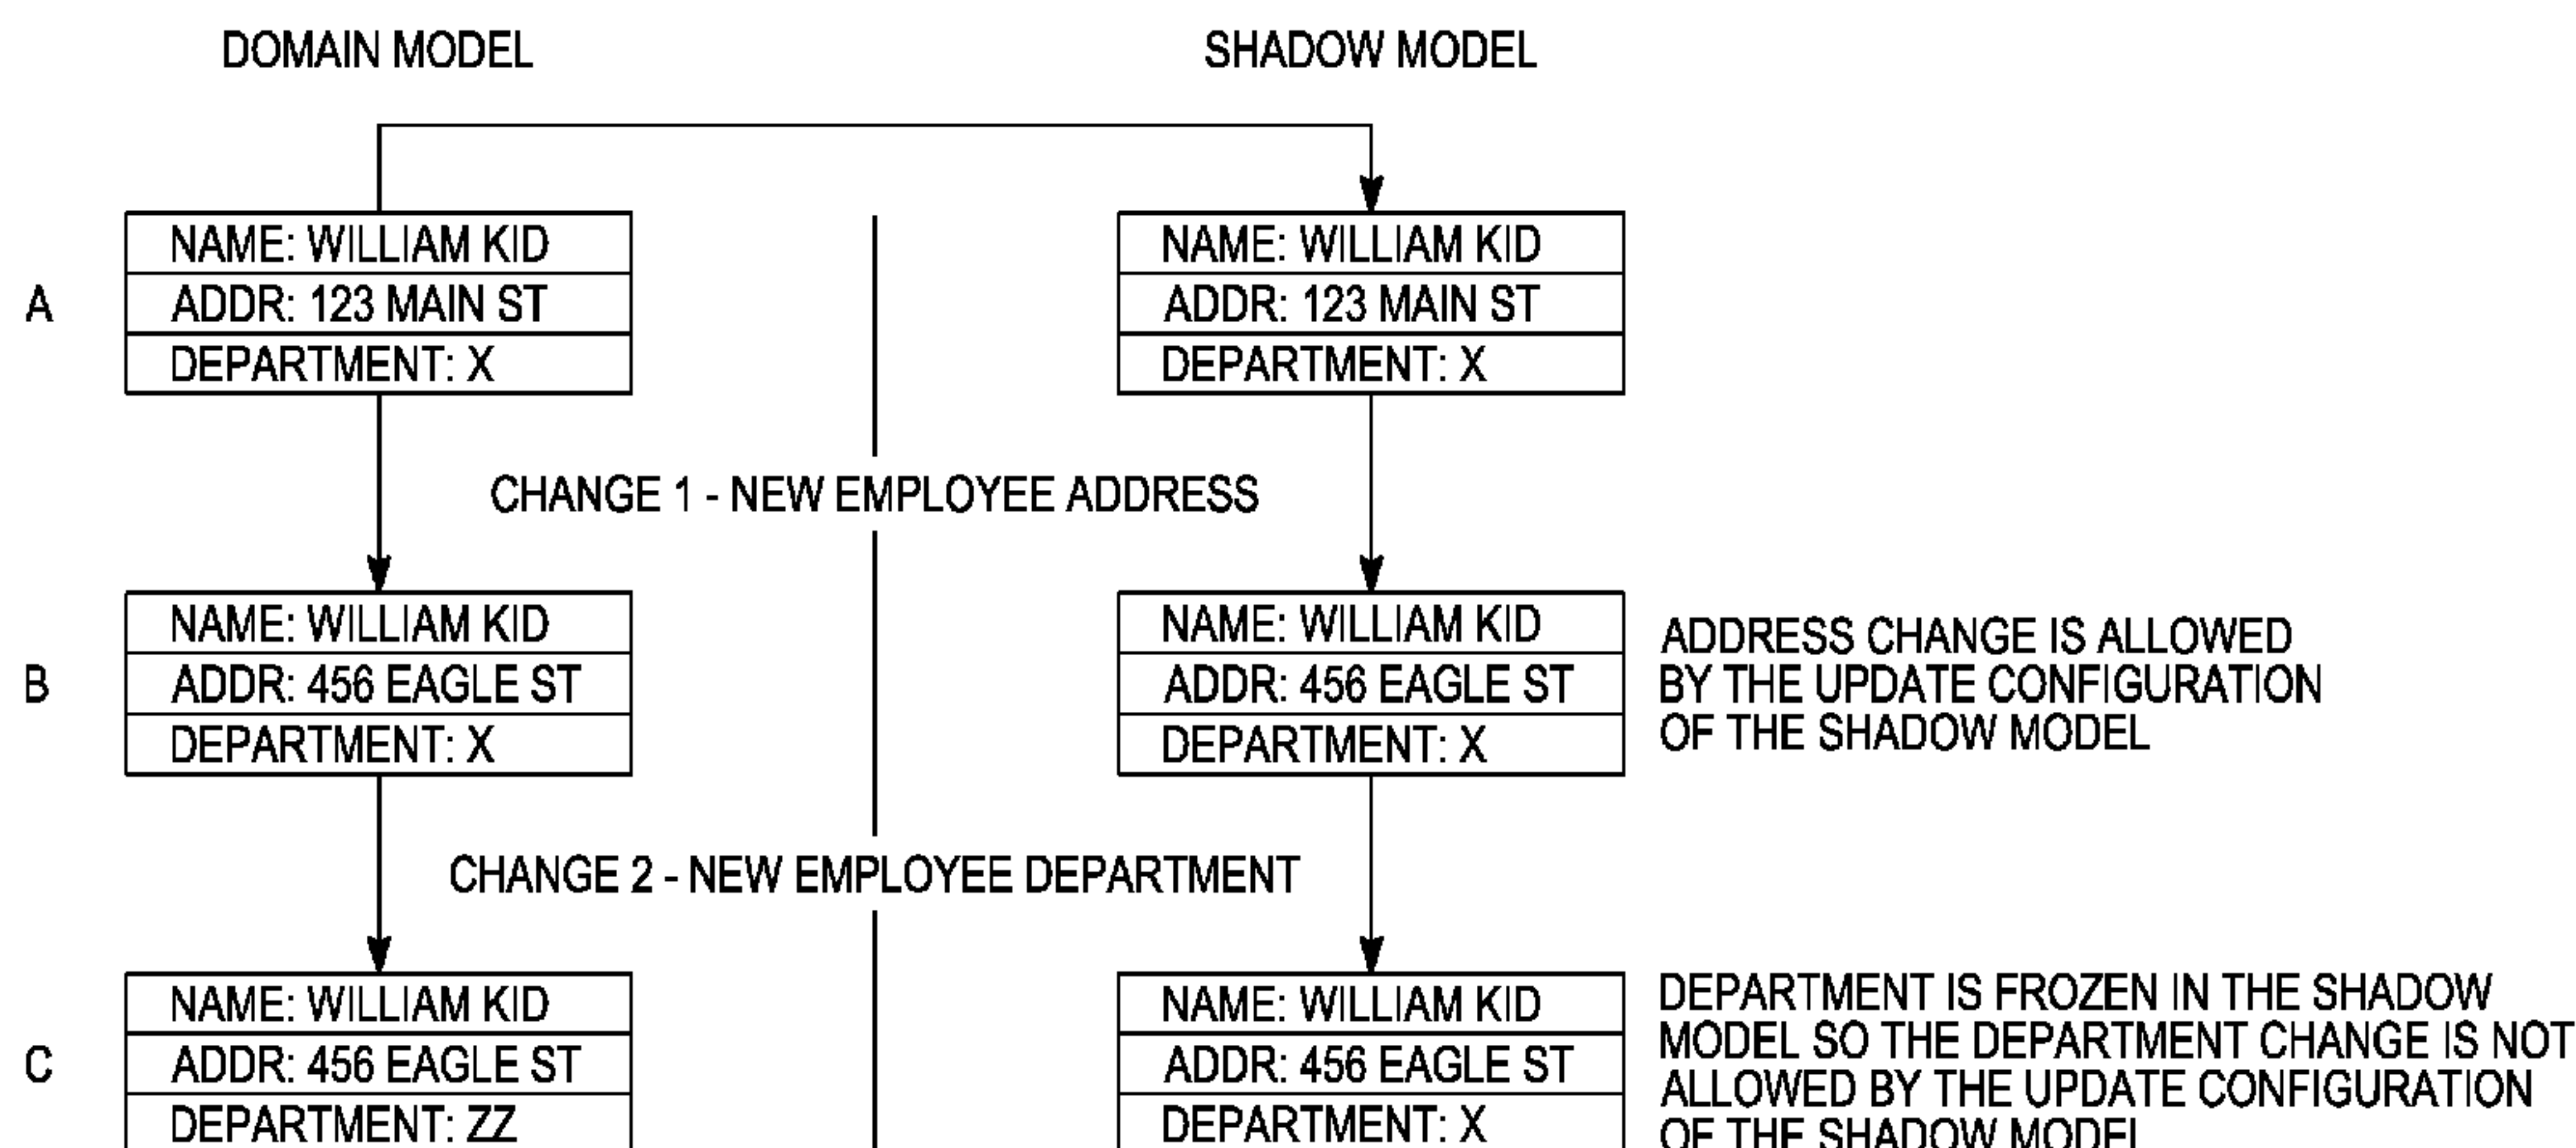 DOMAIN MODEL
SHADOW MODEL
A
NAME: WILLIAM KID
ADDR: 123 MAIN ST
DEPARTMENT: X
NAME: WILLIAM KID
ADDR: 123 MAIN ST
DEPARTMENT: X
CHANGE 1 - NEW EMPLOYEE ADDRESS
B
NAME: WILLIAM KID
ADDR: 456 EAGLE ST
DEPARTMENT: X
NAME: WILLIAM KID
ADDR: 456 EAGLE ST
DEPARTMENT: X
ADDRESS CHANGE IS ALLOWED
BY THE UPDATE CONFIGURATION
OF THE SHADOW MODEL
CHANGE 2 - NEW EMPLOYEE DEPARTMENT
C
NAME: WILLIAM KID
ADDR: 456 EAGLE ST
DEPARTMENT: ZZ
NAME: WILLIAM KID
ADDR: 456 EAGLE ST
DEPARTMENT: X
DEPARTMENT IS FROZEN IN THE SHADOW
MODEL SO THE DEPARTMENT CHANGE IS NOT
ALLOWED BY THE UPDATE CONFIGURATION
OF THE SHADOW MODEL